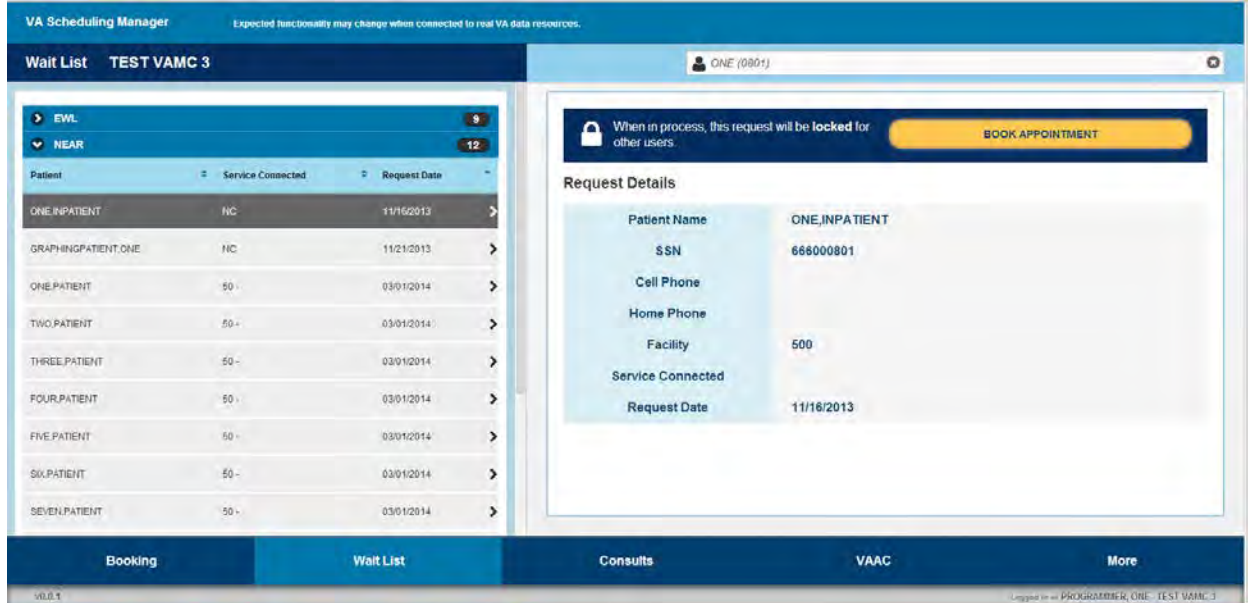 VA Scheduling Manager Expected functionality may change when connected to real VA data resources.
Wait List TEST VAMC 3
ONE (0801)
EWL 9
NEAR 12
Patient Service Connected Request Date
ONE,INPATIENT NC 11/16/2013
GRAPHINGPATIENT,ONE NC 11/21/2013
ONE,PATIENT 50 - 03/01/2014
TWO,PATIENT 50 - 03/01/2014
THREE,PATIENT 50 - 03/01/2014
FOUR,PATIENT 50 - 03/01/2014
FIVE,PATIENT 50 - 03/01/2014
SIX,PATIENT 50 - 03/01/2014
SEVEN,PATIENT 50 - 03/01/2014
When in process, this request will be locked for
other users.
BOOK APPOINTMENT
Request Details
Patient Name ONE,INPATIENT
SSN 666000801
Cell Phone
Home Phone
Facility 500
Service Connected
Request Date 11/16/2013
Booking Wait List Consults VAAC More
v0.0.1 Logged in as PROGRAMMER, ONE - TEST VAMC 3